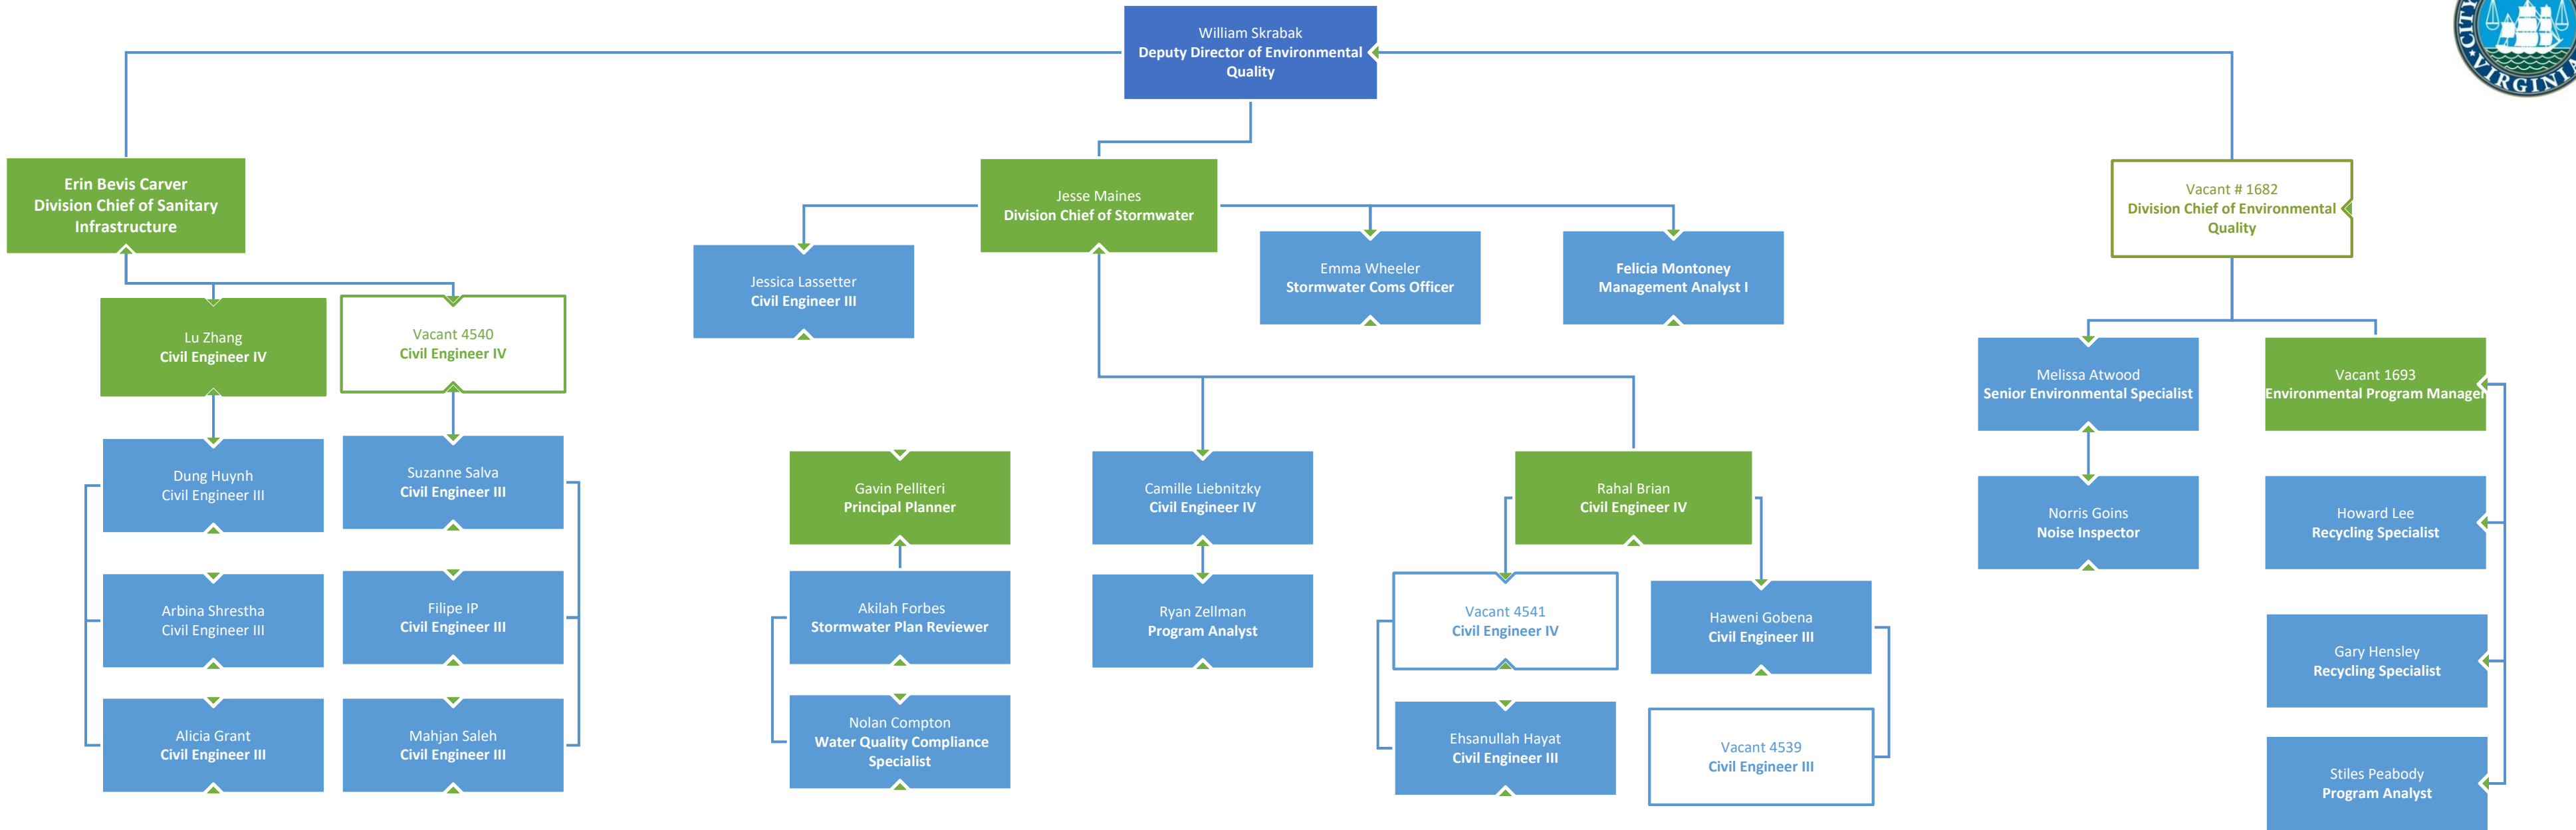 William Skrabak
Deputy Director of Environmental
Quality
CITY
VIRGINIA
Erin Bevis Carver
Division Chief of Sanitary
Infrastructure
Jesse Maines
Division Chief of Stormwater
Vacant # 1682
Division Chief of Environmental
Quality
Jessica Lassetter
Civil Engineer III
Emma Wheeler
Stormwater Coms Officer
Felicia Montoney
Management Analyst I
Lu Zhang
Civil Engineer IV
Vacant 4540
Civil Engineer IV
Melissa Atwood
Senior Environmental Specialist
Vacant 1693
Environmental Program Manager
Dung Huynh
Civil Engineer III
Suzanne Salva
Civil Engineer III
Gavin Pelliteri
Principal Planner
Camille Liebnitzky
Civil Engineer IV
Rahal Brian
Civil Engineer IV
Norris Goins
Noise Inspector
Howard Lee
Recycling Specialist
Arbina Shrestha
Civil Engineer III
Filipe IP
Civil Engineer III
Akilah Forbes
Stormwater Plan Reviewer
Ryan Zellman
Program Analyst
Vacant 4541
Civil Engineer IV
Haweni Gobena
Civil Engineer III
Gary Hensley
Recycling Specialist
Alicia Grant
Civil Engineer III
Mahjan Saleh
Civil Engineer III
Nolan Compton
Water Quality Compliance
Specialist
Ehsanullah Hayat
Civil Engineer III
Vacant 4539
Civil Engineer III
Stiles Peabody
Program Analyst